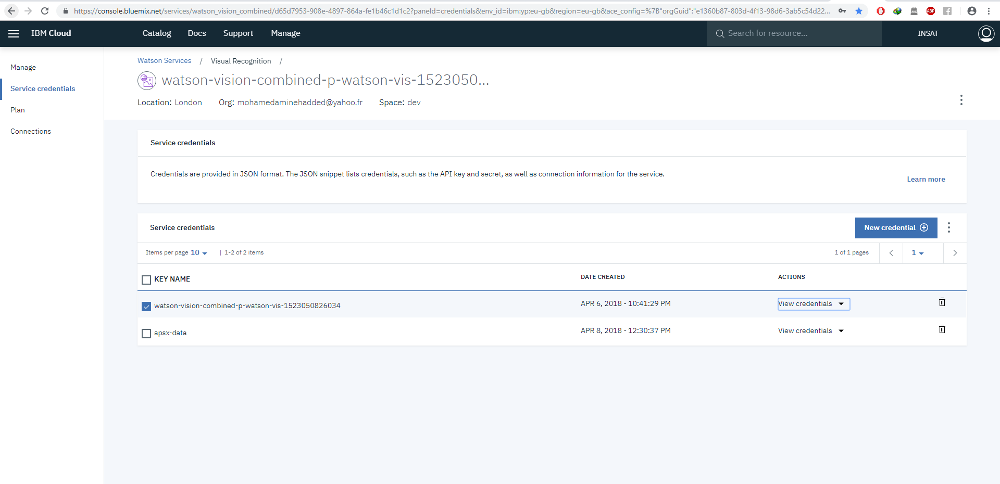 https://console.bluemix.net/services/watson_vision_combined/d65d7953-908e-4897-864a-fe1b46c1d1c2?paneId=credentials&env_id=ibm:yp:eu-gb&region=eu-gb&ace_config=%7B"orgGuid":"e1360b87-803d-4f13-98d6-3ab5c54d22...
AVG
ABP
IBM Cloud
Catalog
Docs
Support
Manage
Search for resource...
INSAT
Manage
Service credentials
Plan
Connections
Watson Services / Visual Recognition /
watson-vision-combined-p-watson-vis-1523050...
Location: London
Org: mohamedaminehadded@yahoo.fr
Space: dev
Service credentials
Credentials are provided in JSON format. The JSON snippet lists credentials, such as the API key and secret, as well as connection information for the service.
Learn more
Service credentials
New credential
Items per page 10 | 1-2 of 2 items
1 of 1 pages
1
KEY NAME
DATE CREATED
ACTIONS
watson-vision-combined-p-watson-vis-1523050826034
APR 6, 2018 - 10:41:29 PM
View credentials
apsx-data
APR 8, 2018 - 12:30:37 PM
View credentials